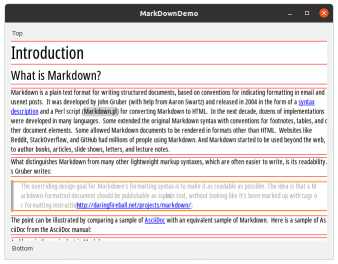 MarkDownDemo
Top
Introduction
What is Markdown?
Markdown is a plain text format for writing structured documents, based on conventions for indicating formatting in email and
usenet posts. It was developed by John Gruber (with help from Aaron Swartz) and released in 2004 in the form of a syntax
description and a Perl script (Markdown.pl) for converting Markdown to HTML. In the next decade, dozens of implementations
were developed in many languages. Some extended the original Markdown syntax with conventions for footnotes, tables, and o
ther document elements. Some allowed Markdown documents to be rendered in formats other than HTML. Websites like
Reddit, StackOverflow, and GitHub had millions of people using Markdown. And Markdown started to be used beyond the web,
to author books, articles, slide shows, letters, and lecture notes.
What distinguishes Markdown from many other lightweight markup syntaxes, which are often easier to write, is its readability.
s Gruber writes:
The overriding design goal for Markdown's formatting syntax is to make it as readable as possible. The idea is that a M
arkdown-formatted document should be publishable as-is, plain text, without looking like it's been marked up with tags o
r formatting instructions. http://daringfireball.net/projects/markdown/
The point can be illustrated by comparing a sample of AsciiDoc with an equivalent sample of Markdown. Here is a sample of As
ciiDoc from the AsciiDoc manual:
Bottom